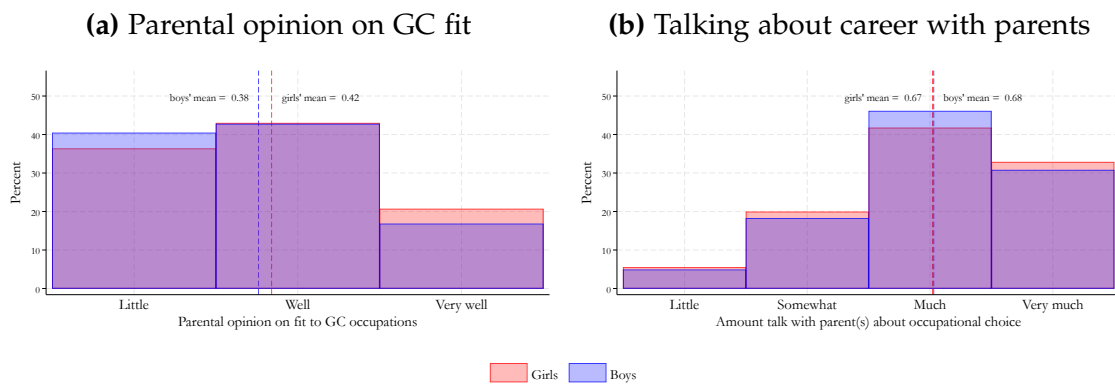 (a) Parental opinion on GC fit
boys' mean = 0.38
girls' mean = 0.42
50
40
30
20
10
0
Percent
Little
Well
Very well
Parental opinion on fit to GC occupations
(b) Talking about career with parents
girls' mean = 0.67
boys' mean = 0.68
50
40
30
20
10
0
Percent
Little
Somewhat
Much
Very much
Amount talk with parent(s) about occupational choice
Girls
Boys